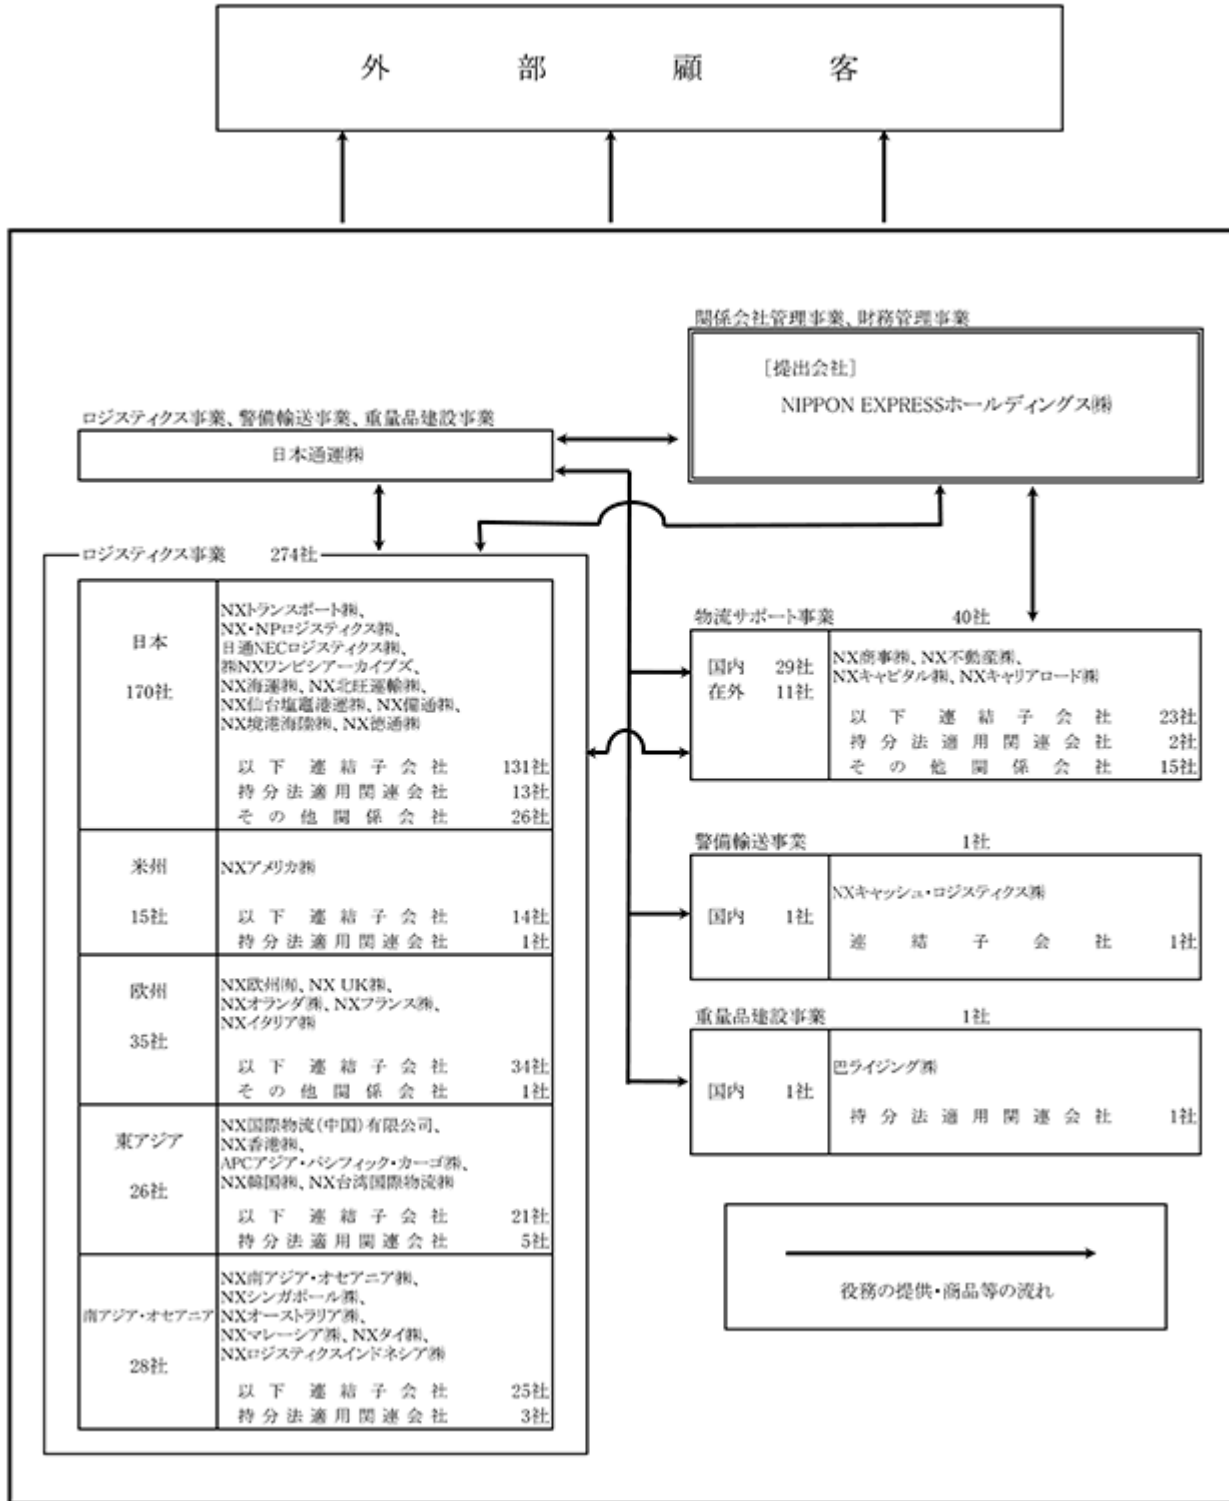 外部顧客
関係会社管理事業、財務管理事業
［提出会社］
NIPPON EXPRESSホールディングス㈱
ロジスティクス事業、警備輸送事業、重量品建設事業
日本通運㈱
ロジスティクス事業 274社
日本
170社
NXトランスポート㈱、
NX・NPロジスティクス㈱、
日通NECロジスティクス㈱、
㈱NXワンビシアーカイブズ、
NX海運㈱、NX北旺運輸㈱、
NX仙台塩竈港運㈱、NX備通㈱、
NX境港海陸㈱、NX徳通㈱
以下連結子会社 131社
持分法適用関連会社 13社
その他関係会社 26社
米州
15社
NXアメリカ㈱
以下連結子会社 14社
持分法適用関連会社 1社
欧州
35社
NX欧州㈲、NX UK㈱、
NXオランダ㈱、NXフランス㈱、
NXイタリア㈱
以下連結子会社 34社
その他関係会社 1社
東アジア
26社
NX国際物流(中国)有限公司、
NX香港㈱、
APCアジア・パシフィック・カーゴ㈱、
NX韓国㈱、NX台湾国際物流㈱
以下連結子会社 21社
持分法適用関連会社 5社
南アジア・オセアニア
28社
NX南アジア・オセアニア㈱、
NXシンガポール㈱、
NXオーストラリア㈱、
NXマレーシア㈱、NXタイ㈱、
NXロジスティクスインドネシア㈱
以下連結子会社 25社
持分法適用関連会社 3社
物流サポート事業 40社
国内 29社
在外 11社
NX商事㈱、NX不動産㈱、
NXキャピタル㈱、NXキャリアロード㈱
以下連結子会社 23社
持分法適用関連会社 2社
その他関係会社 15社
警備輸送事業 1社
国内 1社
NXキャッシュ・ロジスティクス㈱
連結子会社 1社
重量品建設事業 1社
国内 1社
巴ライジング㈱
持分法適用関連会社 1社
役務の提供・商品等の流れ